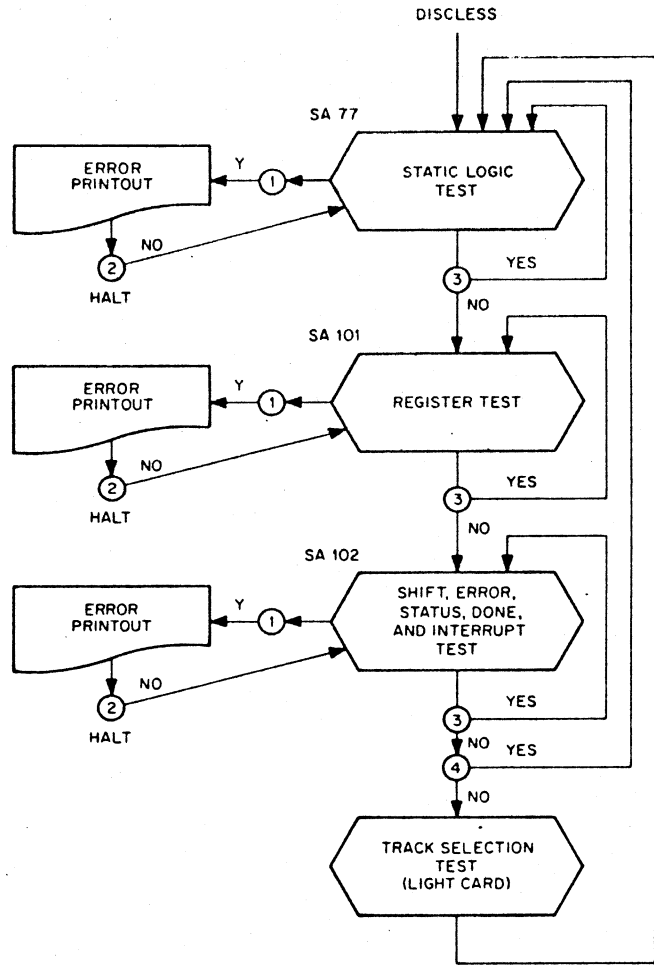 DISCLESS
SA 77
ERROR
PRINTOUT
Y
1
STATIC LOGIC
TEST
NO
2
HALT
3
YES
NO
SA 101
ERROR
PRINTOUT
Y
1
REGISTER TEST
NO
2
HALT
3
YES
NO
SA 102
ERROR
PRINTOUT
Y
1
SHIFT, ERROR,
STATUS, DONE,
AND INTERRUPT
TEST
NO
2
HALT
3
YES
NO
YES
4
NO
TRACK SELECTION
TEST
(LIGHT CARD)